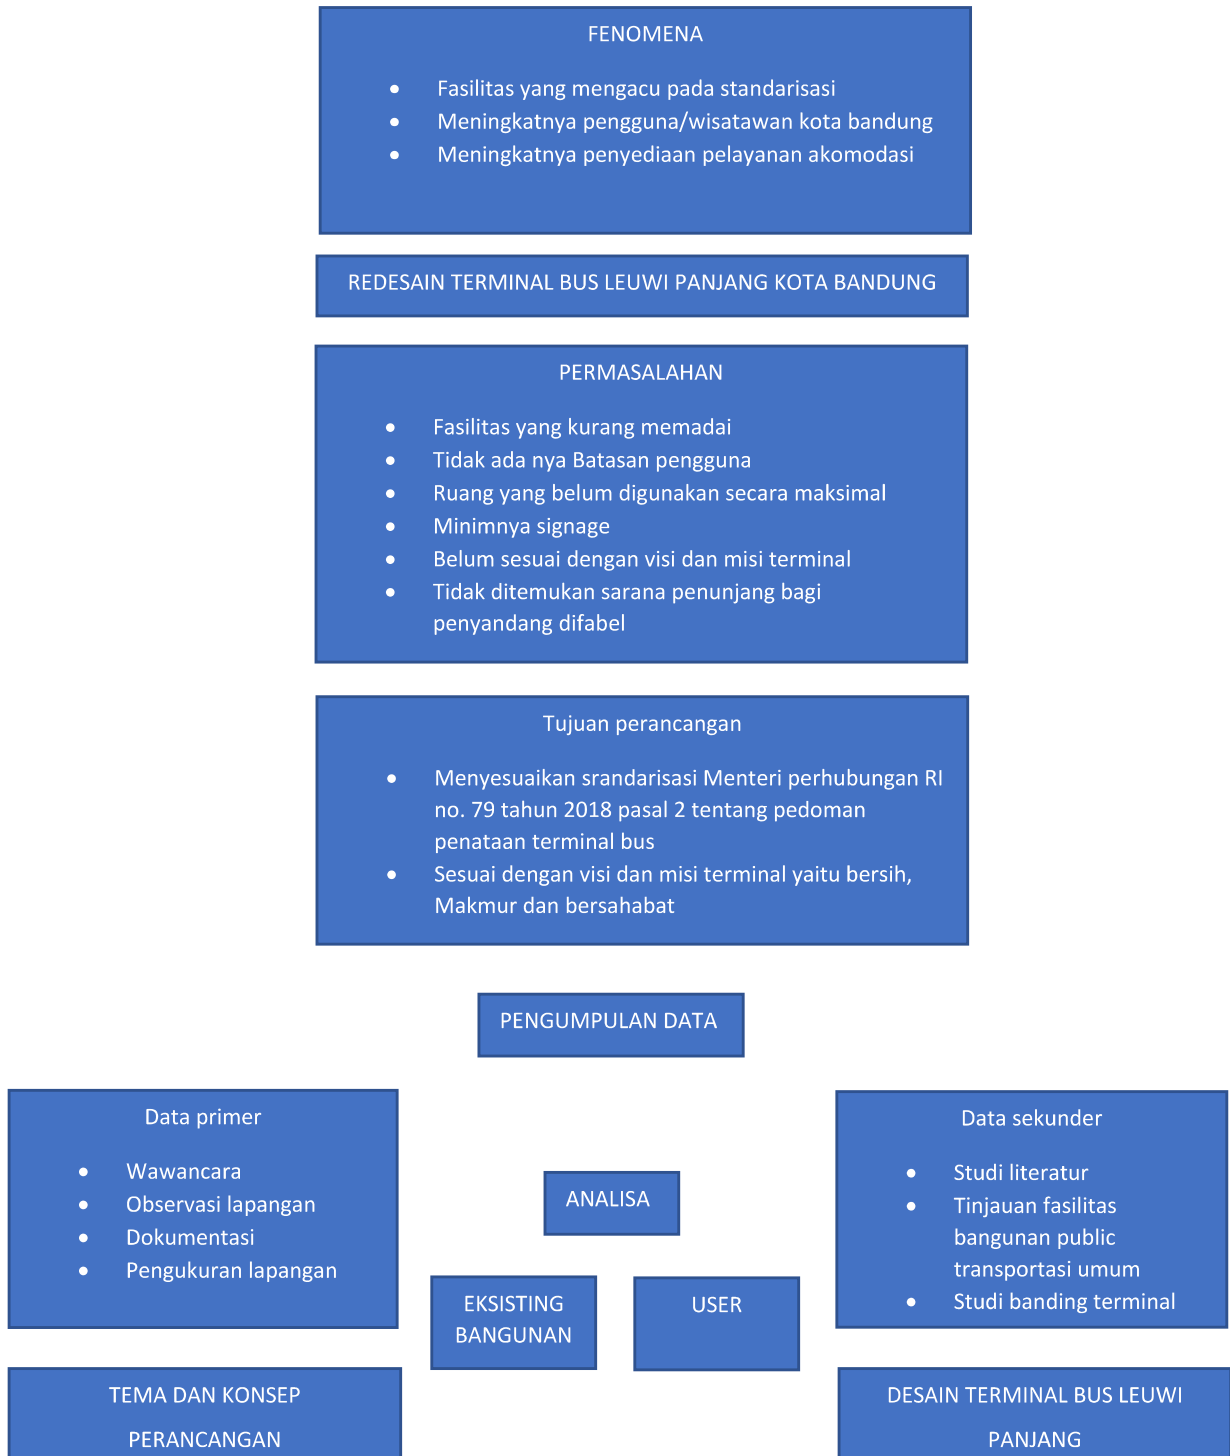 FENOMENA
• Fasilitas yang mengacu pada standarisasi
• Meningkatnya pengguna/wisatawan kota bandung
• Meningkatnya penyediaan pelayanan akomodasi
REDESAIN TERMINAL BUS LEUWI PANJANG KOTA BANDUNG
PERMASALAHAN
• Fasilitas yang kurang memadai
• Tidak ada nya Batasan pengguna
• Ruang yang belum digunakan secara maksimal
• Minimnya signage
• Belum sesuai dengan visi dan misi terminal
• Tidak ditemukan sarana penunjang bagi
penyandang difabel
Tujuan perancangan
• Menyesuaikan srandarisasi Menteri perhubungan RI
no. 79 tahun 2018 pasal 2 tentang pedoman
penataan terminal bus
• Sesuai dengan visi dan misi terminal yaitu bersih,
Makmur dan bersahabat
PENGUMPULAN DATA
Data primer
• Wawancara
• Observasi lapangan
• Dokumentasi
• Pengukuran lapangan
ANALISA
EKSISTING
BANGUNAN
USER
Data sekunder
• Studi literatur
• Tinjauan fasilitas
bangunan public
transportasi umum
• Studi banding terminal
TEMA DAN KONSEP
PERANCANGAN
DESAIN TERMINAL BUS LEUWI
PANJANG